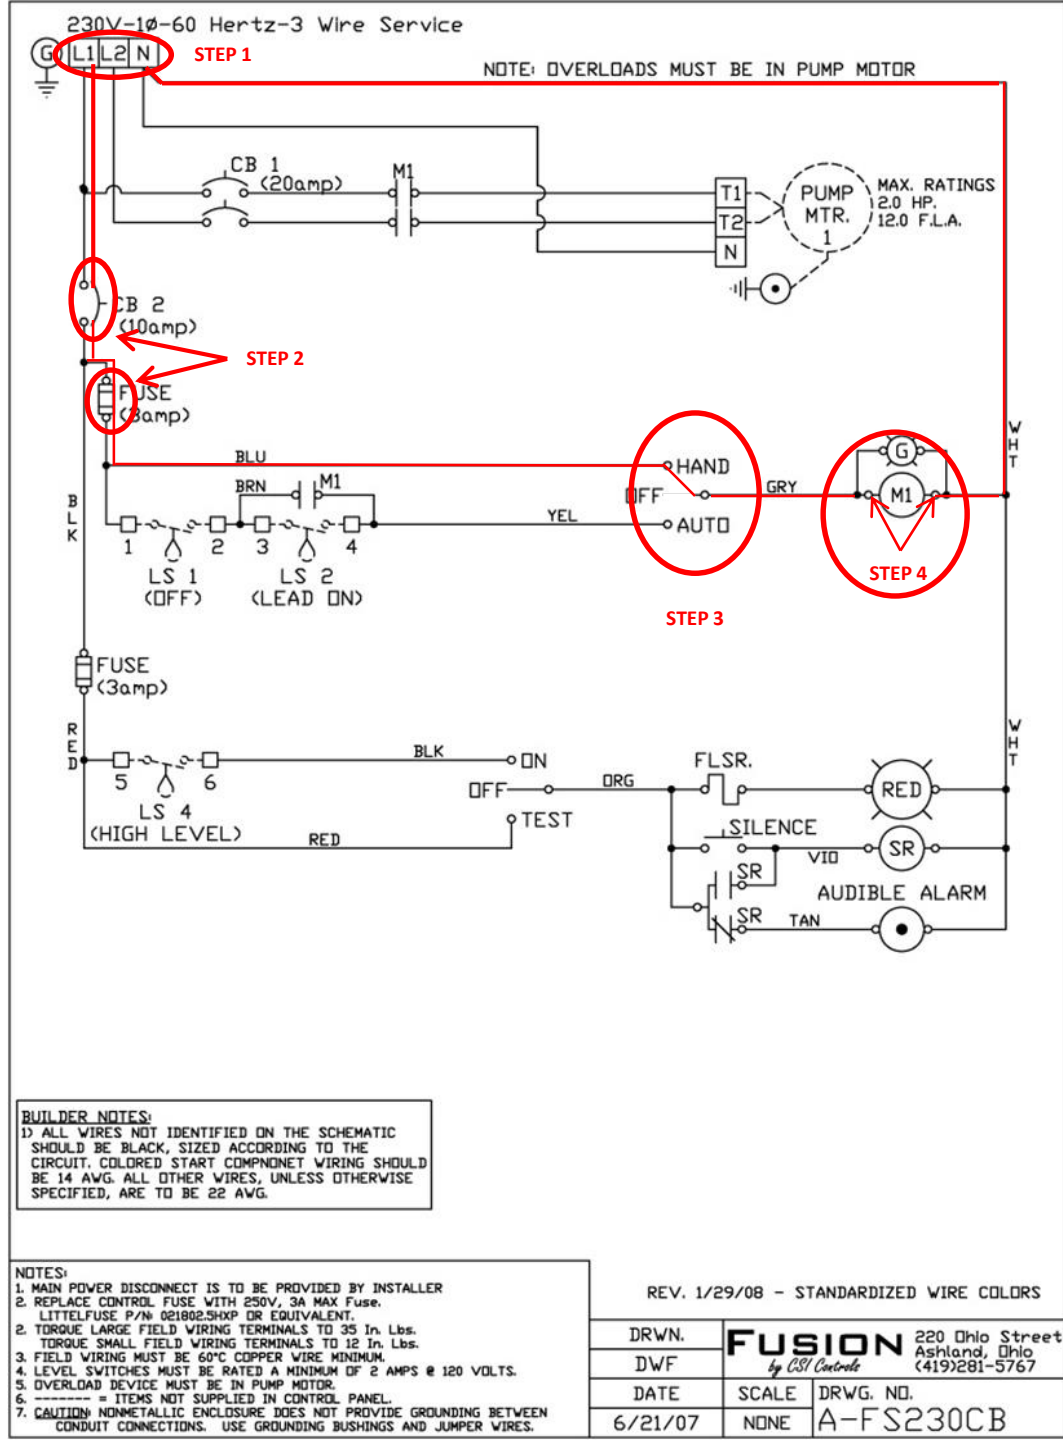 230V-1ø-60 Hertz-3 Wire Service
G L1 L2 N STEP 1
NOTE: OVERLOADS MUST BE IN PUMP MOTOR
CB 1
(20amp)
M1
T1
T2
N
PUMP
MTR.
1
MAX. RATINGS
2.0 HP.
12.0 F.L.A.
CB 2
(10amp)
STEP 2
FUSE
(3amp)
BLU
HAND
OFF
AUTO
GRY
G
M1
WHT
BRN
M1
YEL
BLK
1 2 3 4
LS 1
(OFF)
LS 2
(LEAD ON)
STEP 3
STEP 4
FUSE
(3amp)
RED
5 6
LS 4
(HIGH LEVEL)
BLK
RED
ON
OFF
TEST
ORG
FLSR.
RED
WHT
SILENCE
VIO
SR
SR
AUDIBLE ALARM
SR
TAN
BUILDER NOTES:
1) ALL WIRES NOT IDENTIFIED ON THE SCHEMATIC
SHOULD BE BLACK, SIZED ACCORDING TO THE
CIRCUIT. COLORED START COMPNONET WIRING SHOULD
BE 14 AWG. ALL OTHER WIRES, UNLESS OTHERWISE
SPECIFIED, ARE TO BE 22 AWG.
NOTES:
1. MAIN POWER DISCONNECT IS TO BE PROVIDED BY INSTALLER
2. REPLACE CONTROL FUSE WITH 250V, 3A MAX Fuse.
LITTELFUSE P/N: 021802.5HXP OR EQUIVALENT.
2. TORQUE LARGE FIELD WIRING TERMINALS TO 35 In. Lbs.
TORQUE SMALL FIELD WIRING TERMINALS TO 12 In. Lbs.
3. FIELD WIRING MUST BE 60°C COPPER WIRE MINIMUM.
4. LEVEL SWITCHES MUST BE RATED A MINIMUM OF 2 AMPS @ 120 VOLTS.
5. OVERLOAD DEVICE MUST BE IN PUMP MOTOR.
6. ------- = ITEMS NOT SUPPLIED IN CONTROL PANEL.
7. CAUTION: NONMETALLIC ENCLOSURE DOES NOT PROVIDE GROUNDING BETWEEN
CONDUIT CONNECTIONS. USE GROUNDING BUSHINGS AND JUMPER WIRES.
REV. 1/29/08 - STANDARDIZED WIRE COLORS
DRWN.
DWF
FUSION
by CSI Controls
220 Ohio Street
Ashland, Ohio
(419)281-5767
DATE
6/21/07
SCALE
NONE
DRWG. NO.
A-FS230CB